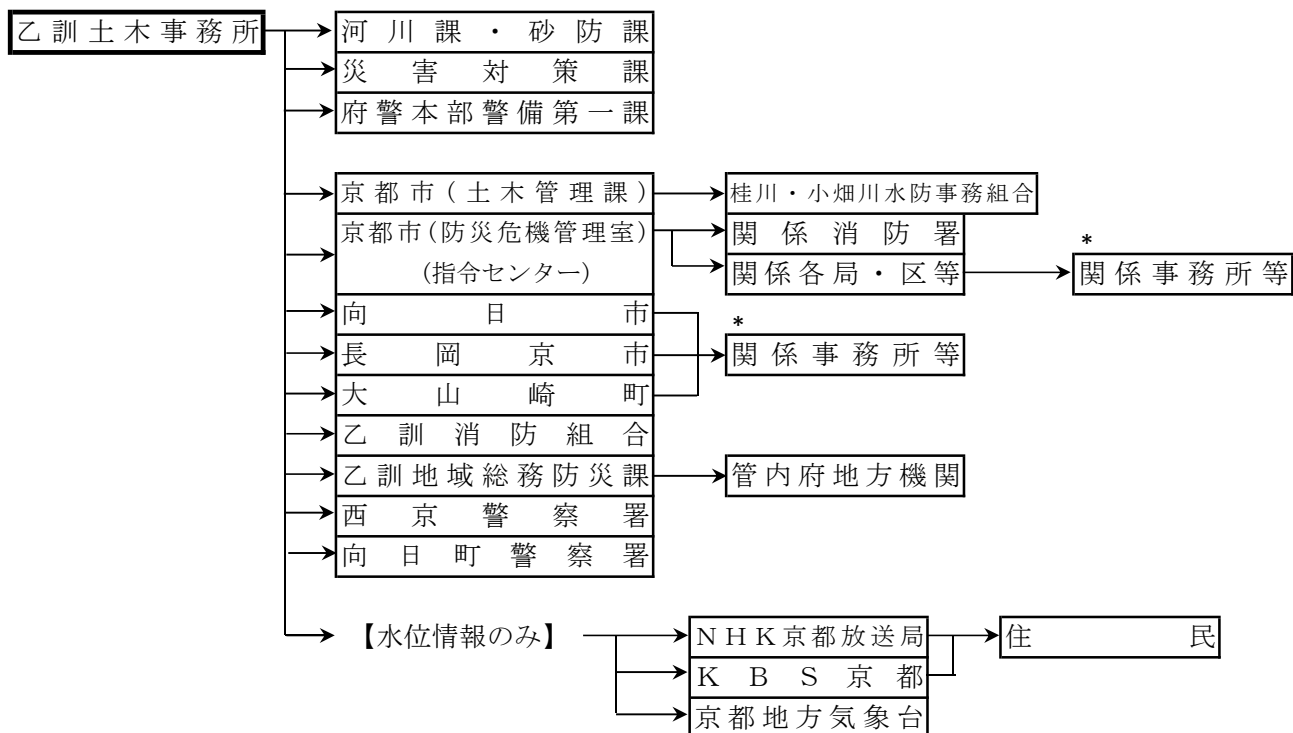 乙訓土木事務所
河川課・砂防課
災害対策課
府警本部警備第一課
京都市(土木管理課)
桂川・小畑川水防事務組合
京都市(防災危機管理室)
(指令センター)
関係消防署
関係各局・区等
*
関係事務所等
向日市
長岡京市
大山崎町
*
関係事務所等
乙訓消防組合
乙訓地域総務防災課
管内府地方機関
西京警察署
向日町警察署
【水位情報のみ】
NHK京都放送局
住民
KBS京都
京都地方気象台